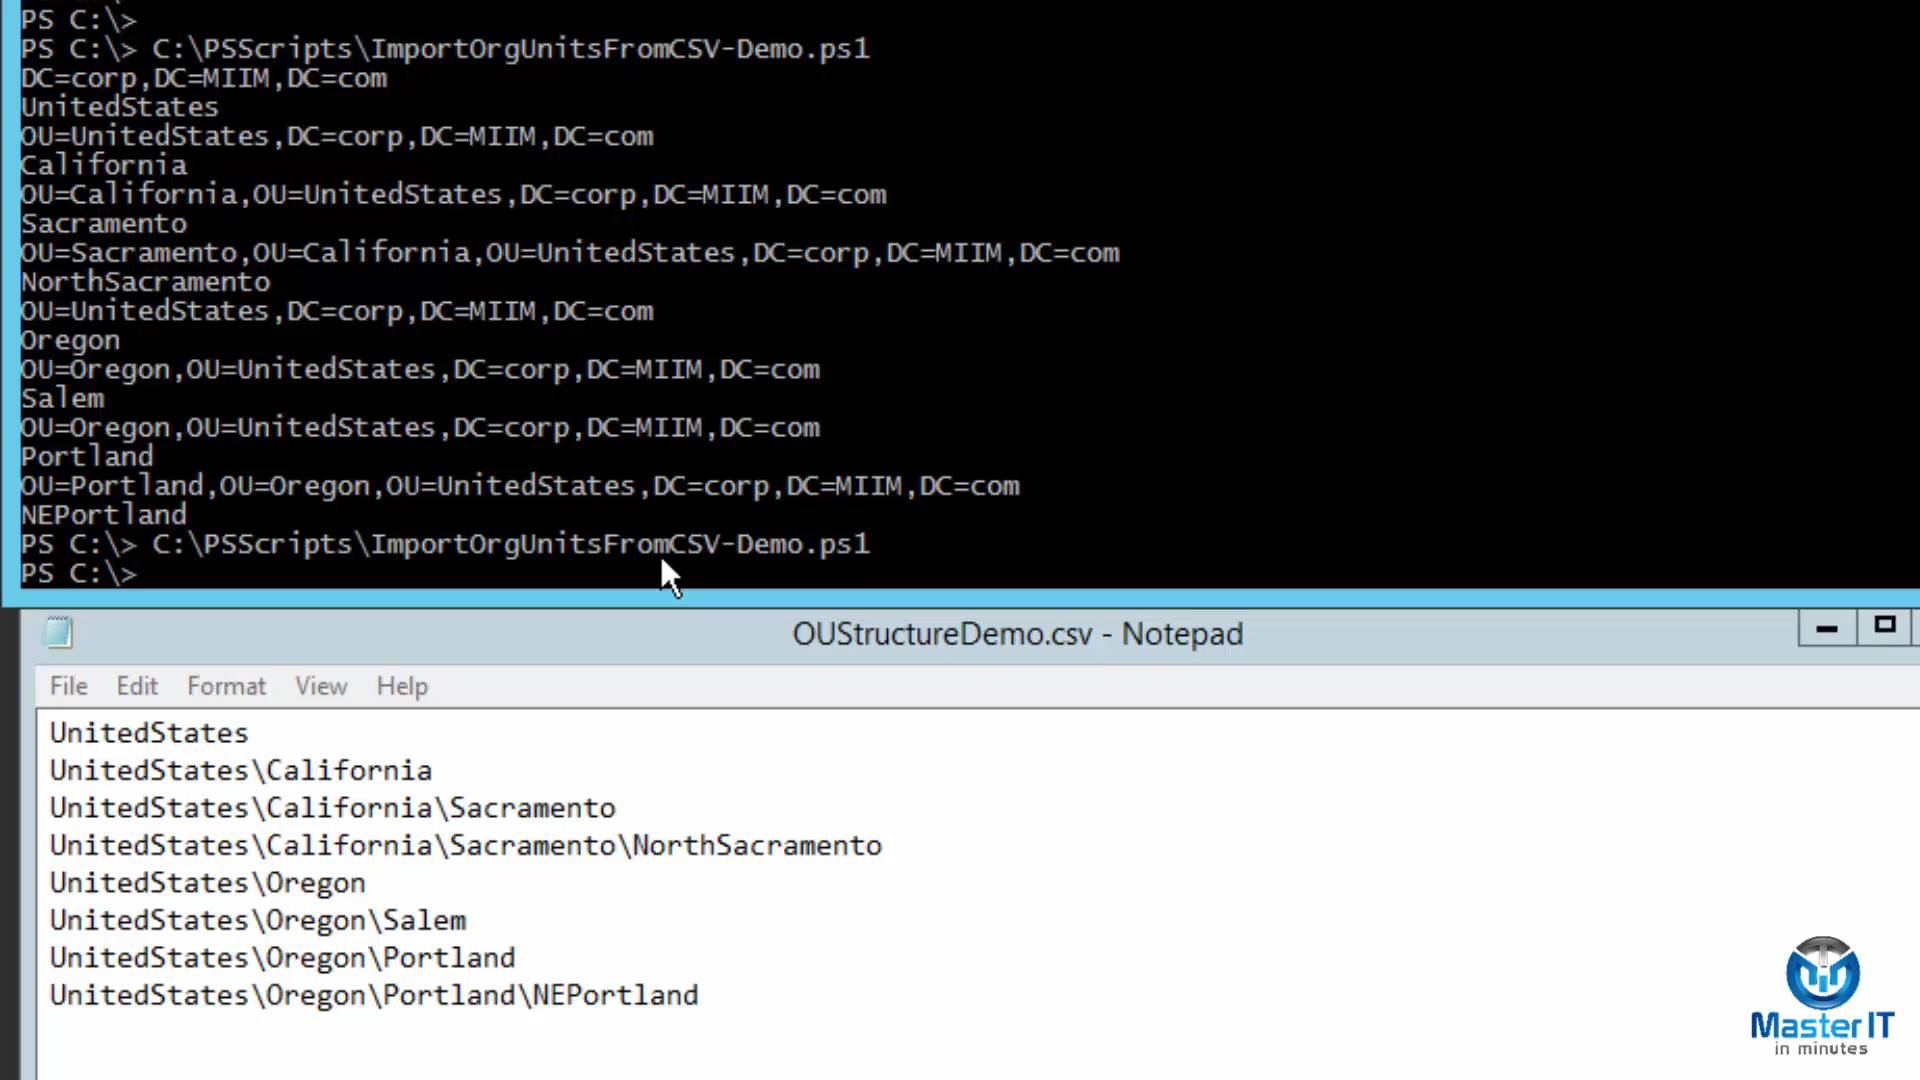 PS C:\>
PS C:\> C:\PSScripts\ImportOrgUnitsFromCSV-Demo.ps1
DC=corp,DC=MIIM,DC=com
UnitedStates
OU=UnitedStates,DC=corp,DC=MIIM,DC=com
California
OU=California,OU=UnitedStates,DC=corp,DC=MIIM,DC=com
Sacramento
OU=Sacramento,OU=California,OU=UnitedStates,DC=corp,DC=MIIM,DC=com
NorthSacramento
OU=UnitedStates,DC=corp,DC=MIIM,DC=com
Oregon
OU=Oregon,OU=UnitedStates,DC=corp,DC=MIIM,DC=com
Salem
OU=Oregon,OU=UnitedStates,DC=corp,DC=MIIM,DC=com
Portland
OU=Portland,OU=Oregon,OU=UnitedStates,DC=corp,DC=MIIM,DC=com
NEPortland
PS C:\> C:\PSScripts\ImportOrgUnitsFromCSV-Demo.ps1
PS C:\>
OUStructureDemo.csv - Notepad
File Edit Format View Help
UnitedStates
UnitedStates\California
UnitedStates\California\Sacramento
UnitedStates\California\Sacramento\NorthSacramento
UnitedStates\Oregon
UnitedStates\Oregon\Salem
UnitedStates\Oregon\Portland
UnitedStates\Oregon\Portland\NEPortland
Master IT
in minutes